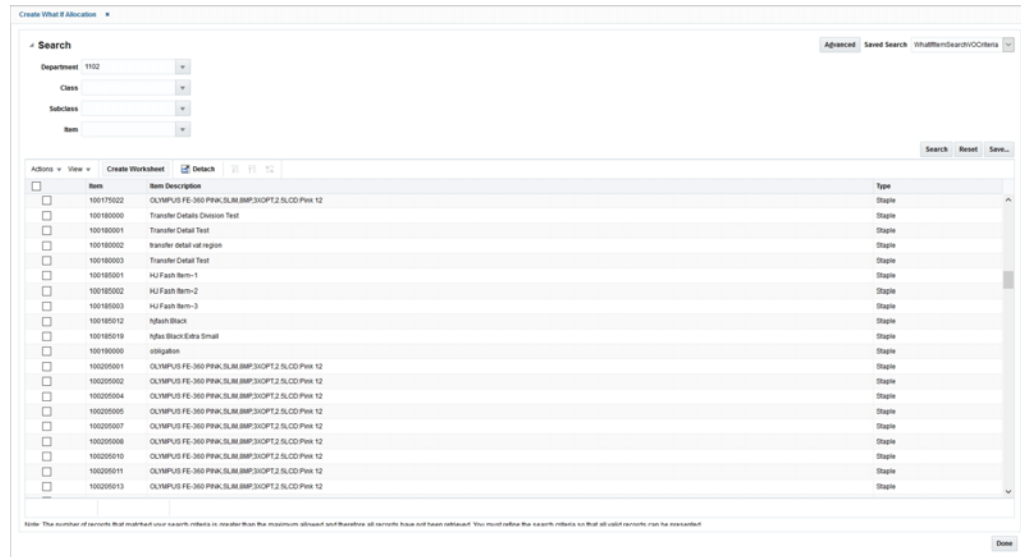 Create What If Allocation ×
Search
Advanced Saved Search WhatIfItemSearchVOCriteria
Department 1102
Class
Subclass
Item
Search Reset Save...
Actions View Create Worksheet Detach
Item Item Description Type
100175022 OLYMPUS FE-360 PINK,SLIM,8MP,3XOPT,2.5LCD:Pink 12 Staple
100180000 Transfer Details Division Test Staple
100180001 Transfer Detail Test Staple
100180002 transfer detail vat region Staple
100180003 Transfer Detail Test Staple
100185001 HJ Fash Item~1 Staple
100185002 HJ Fash Item~2 Staple
100185003 HJ Fash Item~3 Staple
100185012 hjfash:Black Staple
100185019 hjfas:Black:Extra Small Staple
100190000 obligation Staple
100205001 OLYMPUS FE-360 PINK,SLIM,8MP,3XOPT,2.5LCD:Pink 12 Staple
100205002 OLYMPUS FE-360 PINK,SLIM,8MP,3XOPT,2.5LCD:Pink 12 Staple
100205004 OLYMPUS FE-360 PINK,SLIM,8MP,3XOPT,2.5LCD:Pink 12 Staple
100205005 OLYMPUS FE-360 PINK,SLIM,8MP,3XOPT,2.5LCD:Pink 12 Staple
100205007 OLYMPUS FE-360 PINK,SLIM,8MP,3XOPT,2.5LCD:Pink 12 Staple
100205008 OLYMPUS FE-360 PINK,SLIM,8MP,3XOPT,2.5LCD:Pink 12 Staple
100205010 OLYMPUS FE-360 PINK,SLIM,8MP,3XOPT,2.5LCD:Pink 12 Staple
100205011 OLYMPUS FE-360 PINK,SLIM,8MP,3XOPT,2.5LCD:Pink 12 Staple
100205013 OLYMPUS FE-360 PINK,SLIM,8MP,3XOPT,2.5LCD:Pink 12 Staple
Note: The number of records that matched your search criteria is greater than the maximum allowed and therefore all records have not been retrieved. You must refine the search criteria so that all valid records can be presented.
Done